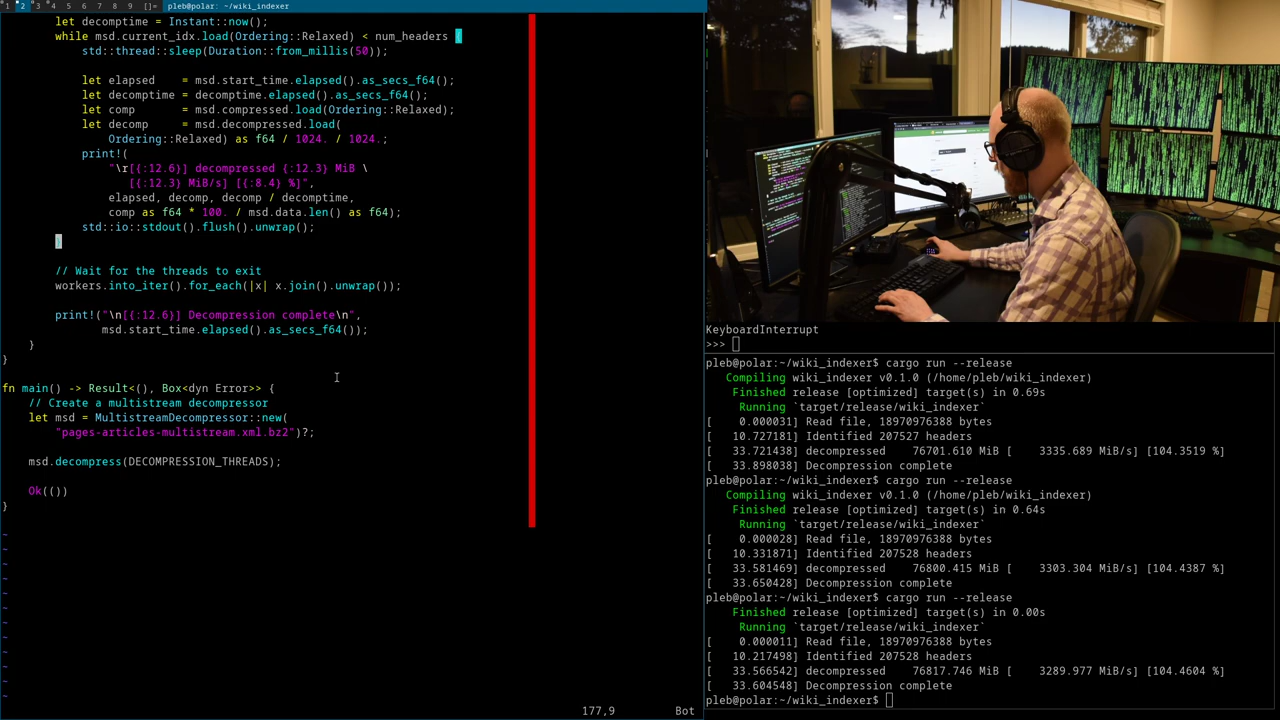 1 2 3 4 5 6 7 8 9 []= pleb@polar: ~/wiki_indexer
let decomptime = Instant::now();
while msd.current_idx.load(Ordering::Relaxed) < num_headers {
std::thread::sleep(Duration::from_millis(50));
let elapsed    = msd.start_time.elapsed().as_secs_f64();
let decomptime = decomptime.elapsed().as_secs_f64();
let comp       = msd.compressed.load(Ordering::Relaxed);
let decomp     = msd.decompressed.load(
Ordering::Relaxed) as f64 / 1024. / 1024.;
print!(
"\r[{:12.6}] decompressed {:12.3} MiB \
[{:12.3} MiB/s] [{:8.4} %]",
elapsed, decomp, decomp / decomptime,
comp as f64 * 100. / msd.data.len() as f64);
std::io::stdout().flush().unwrap();
}
// Wait for the threads to exit
workers.into_iter().for_each(|x| x.join().unwrap());
print!("\n[{:12.6}] Decompression complete\n",
msd.start_time.elapsed().as_secs_f64());
}
}
fn main() -> Result<(), Box<dyn Error>> {
// Create a multistream decompressor
let msd = MultistreamDecompressor::new(
"pages-articles-multistream.xml.bz2")?;
msd.decompress(DECOMPRESSION_THREADS);
Ok(())
}
~
~
~
~
~
~
~
~
~
~
~
~
177,9 Bot
KeyboardInterrupt
>>>
pleb@polar:~/wiki_indexer$ cargo run --release
Compiling wiki_indexer v0.1.0 (/home/pleb/wiki_indexer)
Finished release [optimized] target(s) in 0.69s
Running `target/release/wiki_indexer`
[    0.000031] Read file, 18970976388 bytes
[   10.727181] Identified 207527 headers
[   33.721438] decompressed    76701.610 MiB [    3335.689 MiB/s] [104.3519 %]
[   33.898038] Decompression complete
pleb@polar:~/wiki_indexer$ cargo run --release
Compiling wiki_indexer v0.1.0 (/home/pleb/wiki_indexer)
Finished release [optimized] target(s) in 0.64s
Running `target/release/wiki_indexer`
[    0.000028] Read file, 18970976388 bytes
[   10.331871] Identified 207528 headers
[   33.581469] decompressed    76800.415 MiB [    3303.304 MiB/s] [104.4387 %]
[   33.650428] Decompression complete
pleb@polar:~/wiki_indexer$ cargo run --release
Finished release [optimized] target(s) in 0.00s
Running `target/release/wiki_indexer`
[    0.000011] Read file, 18970976388 bytes
[   10.217498] Identified 207528 headers
[   33.566542] decompressed    76817.746 MiB [    3289.977 MiB/s] [104.4604 %]
[   33.604548] Decompression complete
pleb@polar:~/wiki_indexer$